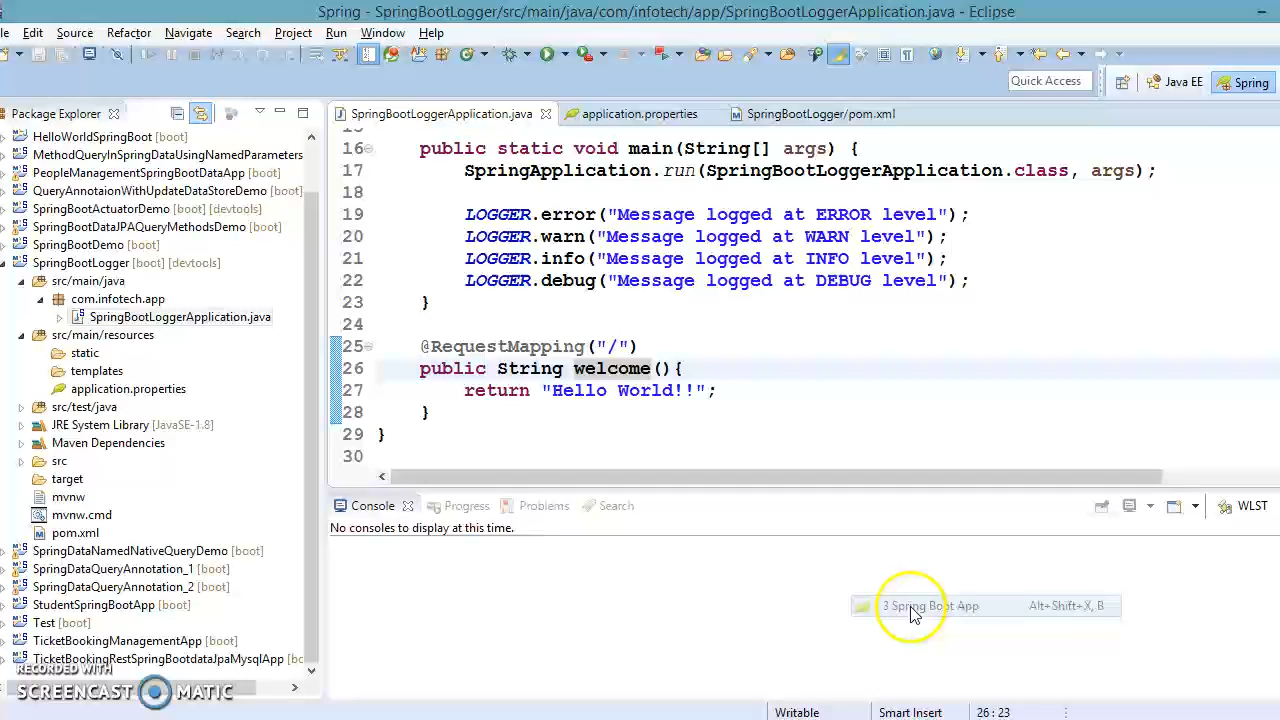 Spring - SpringBootLogger/src/main/java/com/infotech/app/SpringBootLoggerApplication.java - Eclipse
le Edit Source Refactor Navigate Search Project Run Window Help
Quick Access
Java EE
Spring
Package Explorer
SpringBootLoggerApplication.java
application.properties
SpringBootLogger/pom.xml
HelloWorldSpringBoot [boot]
MethodQueryInSpringDataUsingNamedParameters
PeopleManagementSpringBootDataApp [boot]
QueryAnnotaionWithUpdateDataStoreDemo [boot]
SpringBootActuatorDemo [boot] [devtools]
SpringBootDataJPAQueryMethodsDemo [boot]
SpringBootDemo [boot]
SpringBootLogger [boot] [devtools]
src/main/java
com.infotech.app
SpringBootLoggerApplication.java
src/main/resources
static
templates
application.properties
src/test/java
JRE System Library [JavaSE-1.8]
Maven Dependencies
src
target
mvnw
mvnw.cmd
pom.xml
SpringDataNamedNativeQueryDemo [boot]
SpringDataQueryAnnotation_1 [boot]
SpringDataQueryAnnotation_2 [boot]
StudentSpringBootApp [boot]
Test [boot]
TicketBookingManagementApp [boot]
TicketBookingRestSpringBootdataJpaMysqlApp [bo
16 public static void main(String[] args) {
17 SpringApplication.run(SpringBootLoggerApplication.class, args);
18
19 LOGGER.error("Message logged at ERROR level");
20 LOGGER.warn("Message logged at WARN level");
21 LOGGER.info("Message logged at INFO level");
22 LOGGER.debug("Message logged at DEBUG level");
23 }
24
25 @RequestMapping("/")
26 public String welcome(){
27 return "Hello World!!";
28 }
29 }
30
Console Progress Problems Search WLST
No consoles to display at this time.
3 Spring Boot App Alt+Shift+X, B
RECORDED WITH
SCREENCAST MATIC
Writable Smart Insert 26 : 23